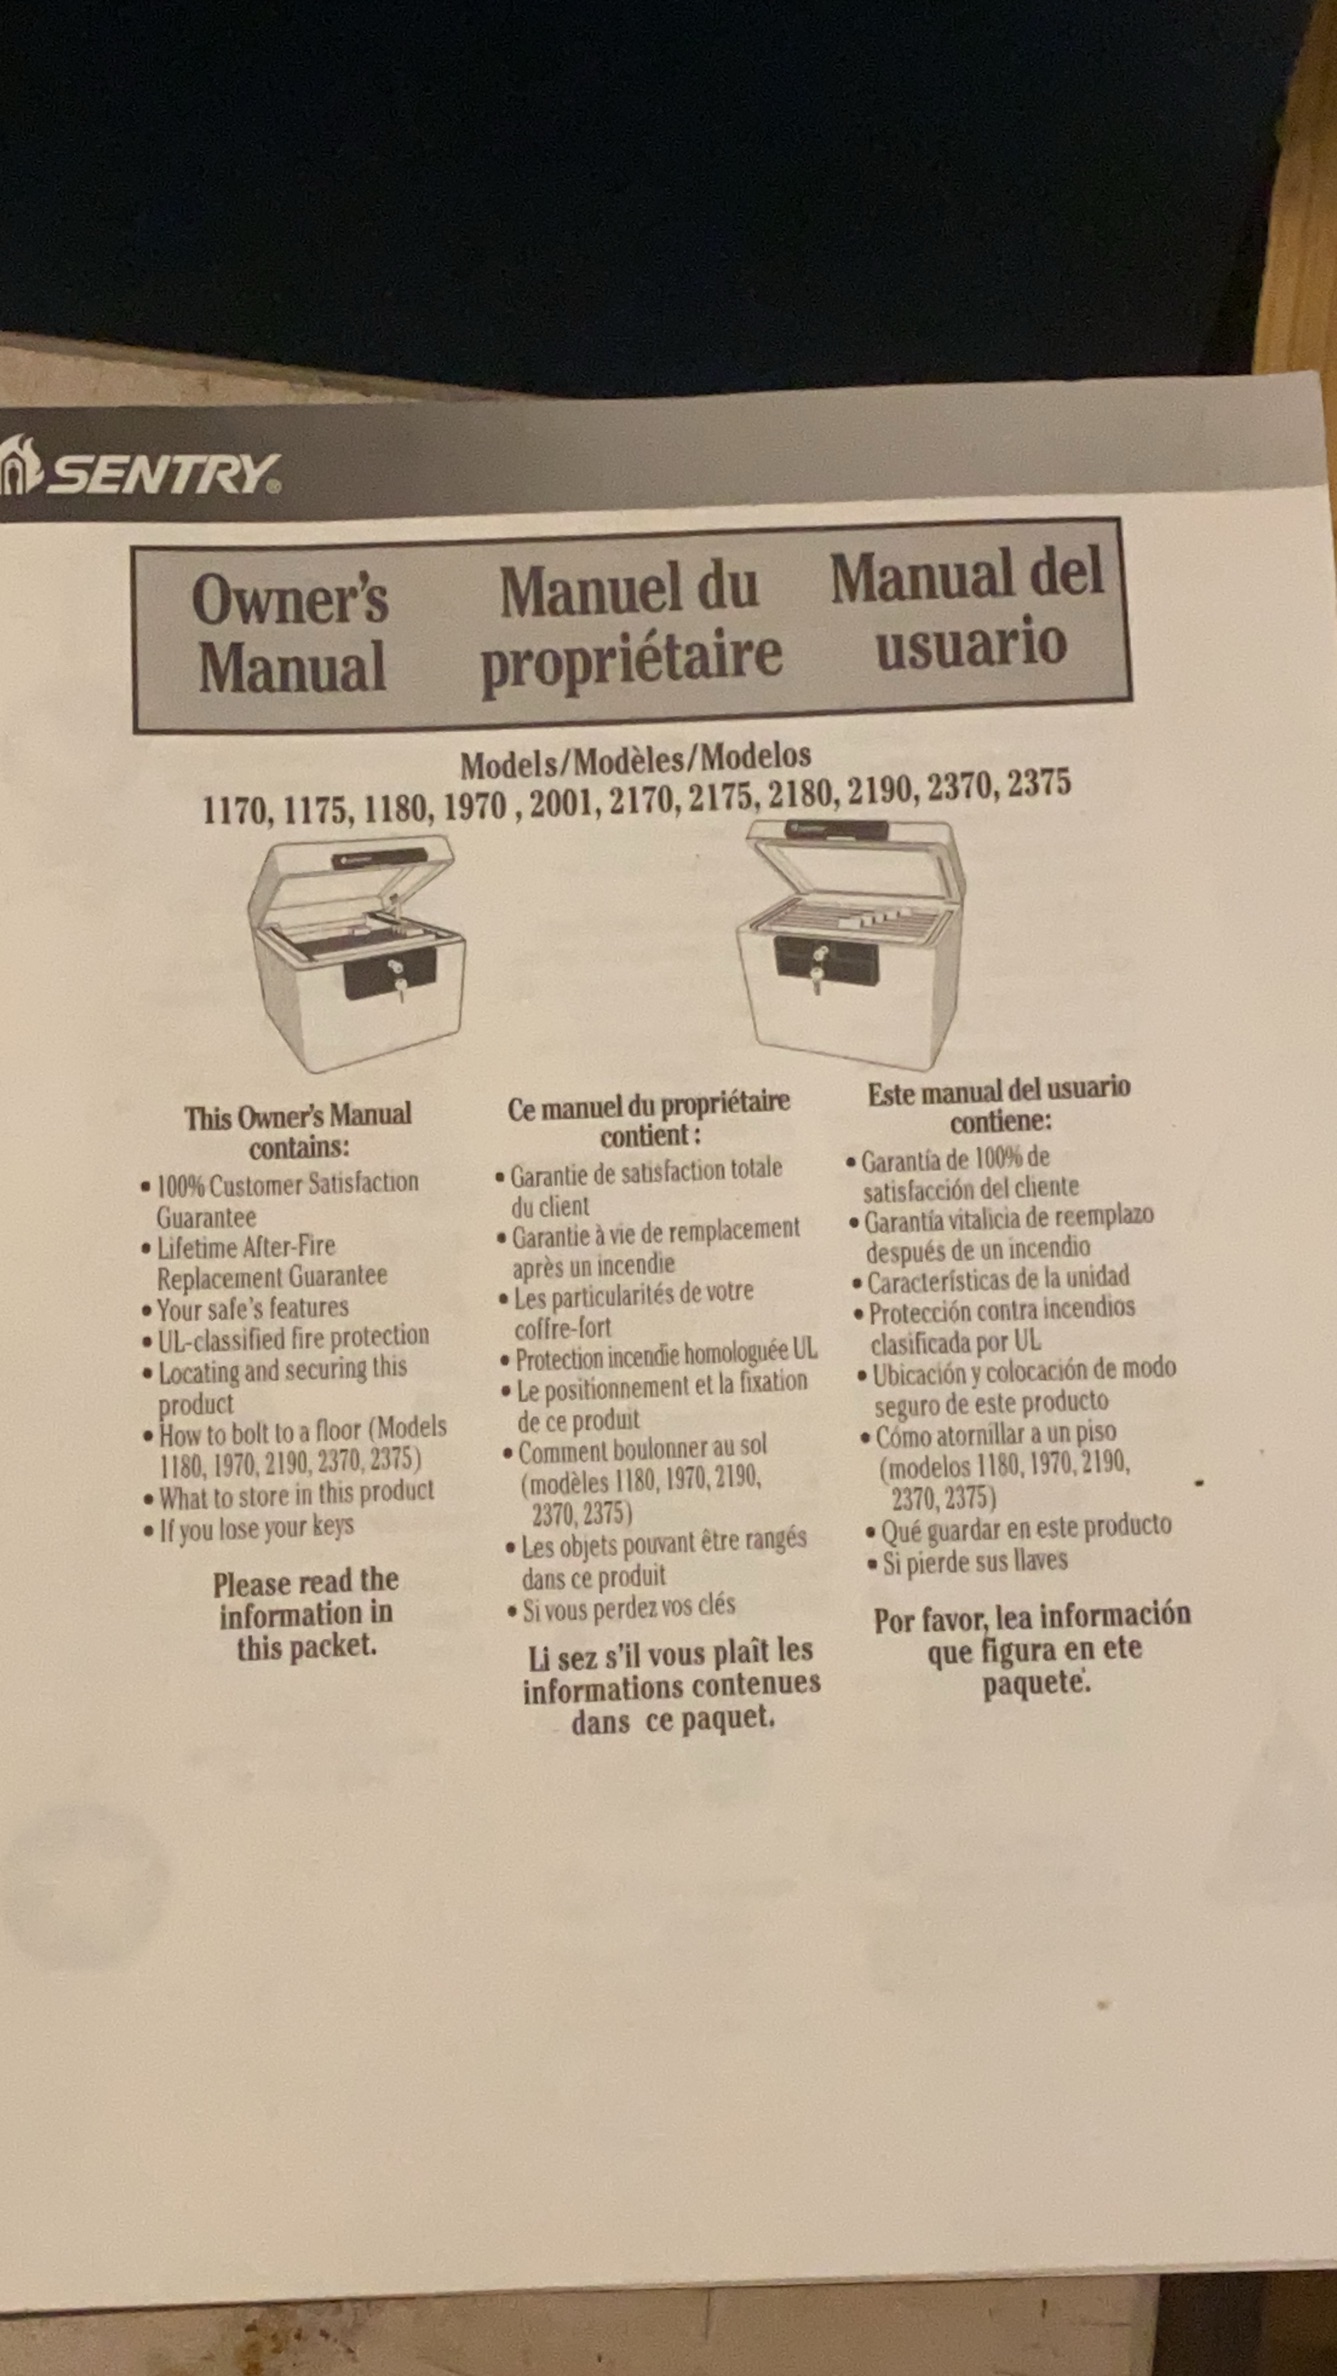 SENTRY®
Owner's
Manual
Manuel du
propriétaire
Manual del
usuario
Models/Modèles/Modelos
1170, 1175, 1180, 1970 , 2001, 2170, 2175, 2180, 2190, 2370, 2375
This Owner's Manual
contains:
• 100% Customer Satisfaction
Guarantee
• Lifetime After-Fire
Replacement Guarantee
• Your safe's features
• UL-classified fire protection
• Locating and securing this
product
• How to bolt to a floor (Models
1180, 1970, 2190, 2370, 2375)
• What to store in this product
• If you lose your keys
Please read the
information in
this packet.
Ce manuel du propriétaire
contient :
• Garantie de satisfaction totale
du client
• Garantie à vie de remplacement
après un incendie
• Les particularités de votre
coffre-fort
• Protection incendie homologuée UL
• Le positionnement et la fixation
de ce produit
• Comment boulonner au sol
(modèles 1180, 1970, 2190,
2370, 2375)
• Les objets pouvant être rangés
dans ce produit
• Si vous perdez vos clés
Li sez s'il vous plaît les
informations contenues
dans ce paquet.
Este manual del usuario
contiene:
• Garantía de 100% de
satisfacción del cliente
• Garantía vitalicia de reemplazo
después de un incendio
• Características de la unidad
• Protección contra incendios
clasificada por UL
• Ubicación y colocación de modo
seguro de este producto
• Cómo atornillar a un piso
(modelos 1180, 1970, 2190,
2370, 2375)
• Qué guardar en este producto
• Si pierde sus llaves
Por favor, lea información
que figura en ete
paquete.